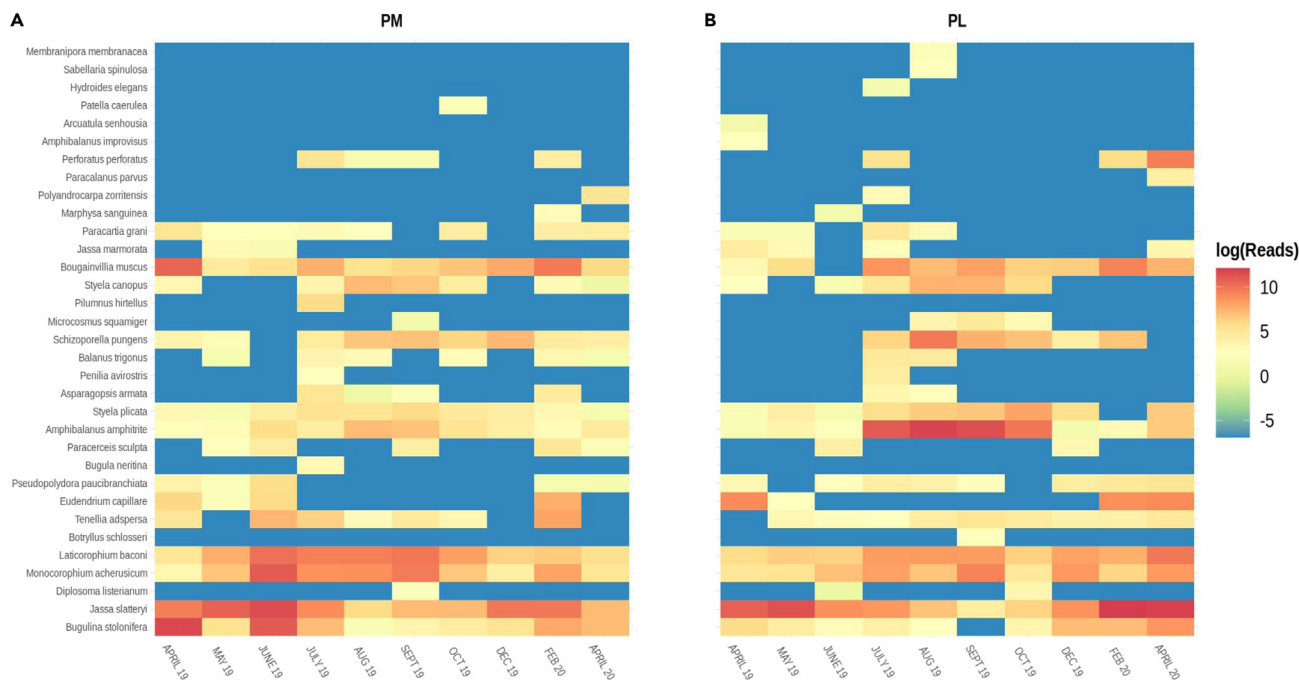 A
PM
B
PL
Membranipora membranacea
Sabellaria spinulosa
Hydroides elegans
Patella caerulea
Arcuatula senhousia
Amphibalanus improvisus
Perforatus perforatus
Paracalanus parvus
Polyandrocarpa zorritensis
Marphysa sanguinea
Paracartia grani
Jassa marmorata
Bougainvillia muscus
Styela canopus
Pilumnus hirtellus
Microcosmus squamiger
Schizoporella pungens
Balanus trigonus
Penilia avirostris
Asparagopsis armata
Styela plicata
Amphibalanus amphitrite
Paracerceis sculpta
Bugula neritina
Pseudopolydora paucibranchiata
Eudendrium capillare
Tenellia adspersa
Botryllus schlosseri
Laticorophium baconi
Monocorophium acherusicum
Diplosoma listerianum
Jassa slatteryi
Bugulina stolonifera
APRIL 19
MAY 19
JUNE 19
JULY 19
AUG 19
SEPT 19
OCT 19
DEC 19
FEB 20
APRIL 20
APRIL 19
MAY 19
JUNE 19
JULY 19
AUG 19
SEPT 19
OCT 19
DEC 19
FEB 20
APRIL 20
log(Reads)
10
5
0
-5